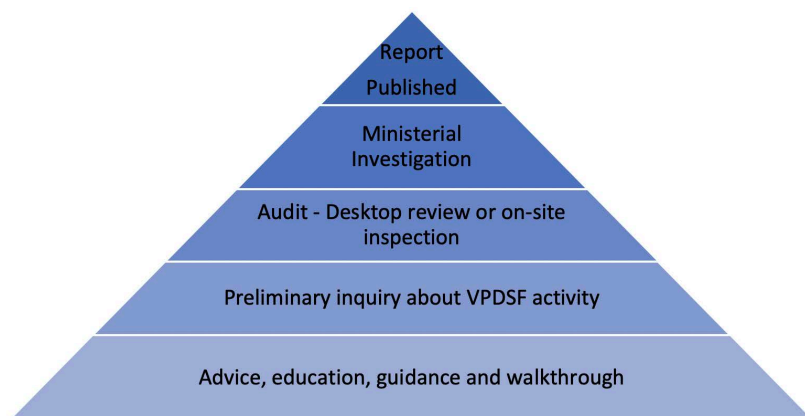 Report
Published
Ministerial
Investigation
Audit - Desktop review or on-site
inspection
Preliminary inquiry about VPDSF activity
Advice, education, guidance and walkthrough